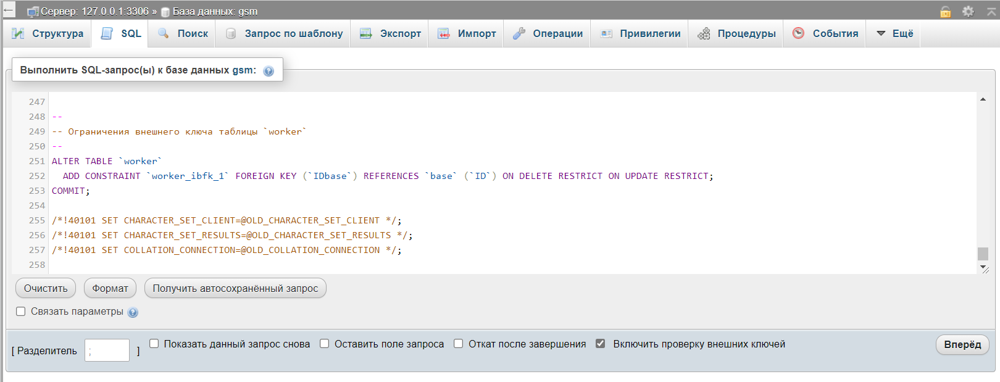 Сервер: 127.0.0.1:3306 » База данных: gsm
Структура SQL Поиск Запрос по шаблону Экспорт Импорт Операции Привилегии Процедуры События Ещё
Выполнить SQL-запрос(ы) к базе данных gsm:
247
248 --
249 -- Ограничения внешнего ключа таблицы `worker`
250 --
251 ALTER TABLE `worker`
252 ADD CONSTRAINT `worker_ibfk_1` FOREIGN KEY (`IDbase`) REFERENCES `base` (`ID`) ON DELETE RESTRICT ON UPDATE RESTRICT;
253 COMMIT;
254
255 /*!40101 SET CHARACTER_SET_CLIENT=@OLD_CHARACTER_SET_CLIENT */;
256 /*!40101 SET CHARACTER_SET_RESULTS=@OLD_CHARACTER_SET_RESULTS */;
257 /*!40101 SET COLLATION_CONNECTION=@OLD_COLLATION_CONNECTION */;
258
Очистить Формат Получить автосохранённый запрос
Связать параметры
[ Разделитель ; ] Показать данный запрос снова Оставить поле запроса Откат после завершения Включить проверку внешних ключей Вперёд